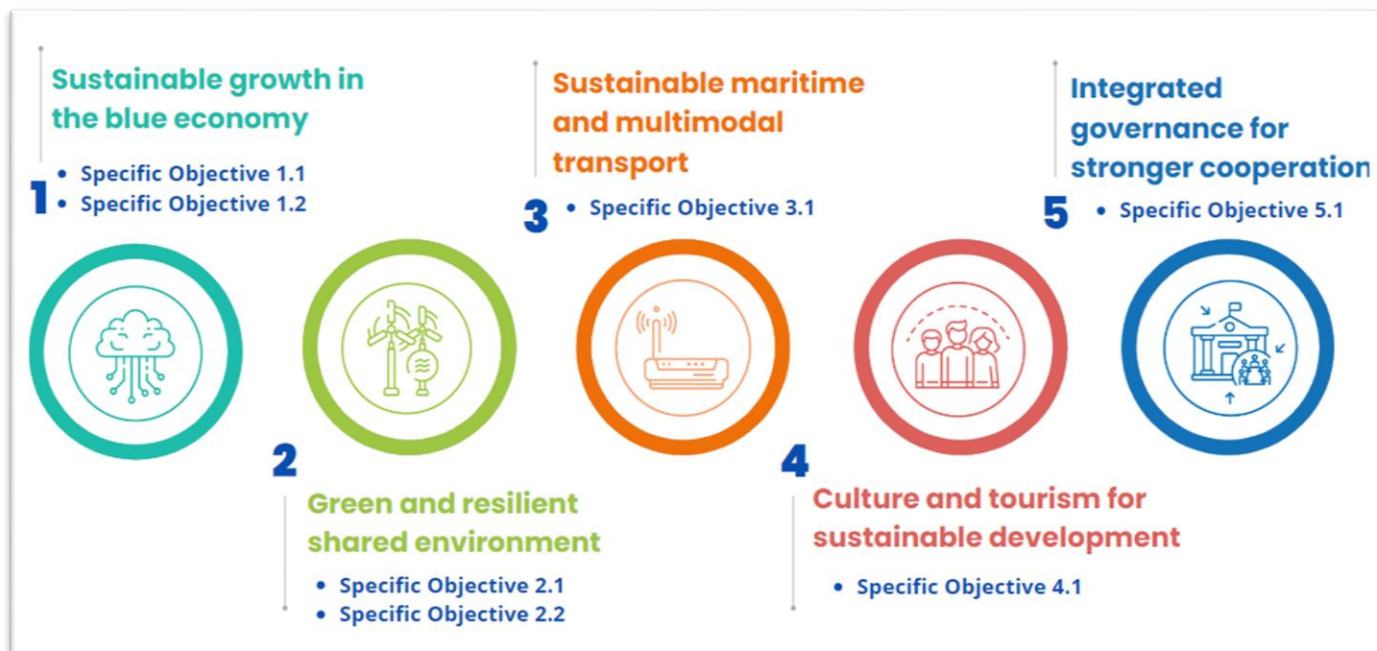 Sustainable growth in
the blue economy
• Specific Objective 1.1
• Specific Objective 1.2
1
2
Green and resilient
shared environment
• Specific Objective 2.1
• Specific Objective 2.2
Sustainable maritime
and multimodal
transport
3
• Specific Objective 3.1
4
Culture and tourism for
sustainable development
• Specific Objective 4.1
Integrated
governance for
stronger cooperation
5
• Specific Objective 5.1